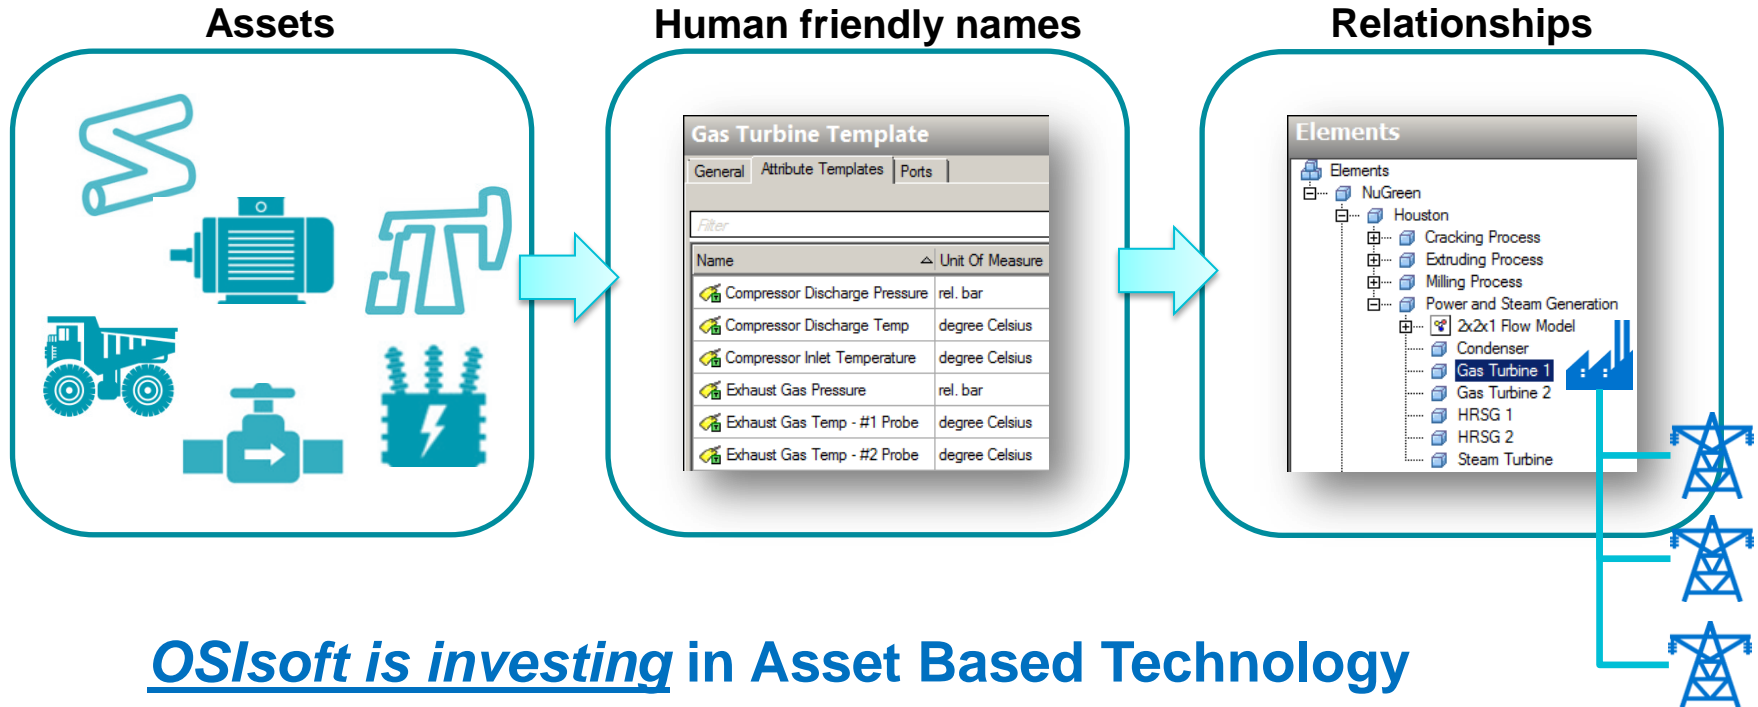 Assets
Human friendly names
Relationships
Gas Turbine Template
General Attribute Templates Ports
Filter
Name Unit Of Measure
Compressor Discharge Pressure rel. bar
Compressor Discharge Temp degree Celsius
Compressor Inlet Temperature degree Celsius
Exhaust Gas Pressure rel. bar
Exhaust Gas Temp - #1 Probe degree Celsius
Exhaust Gas Temp - #2 Probe degree Celsius
Elements
Elements
NuGreen
Houston
Cracking Process
Extruding Process
Milling Process
Power and Steam Generation
2x2x1 Flow Model
Condenser
Gas Turbine 1
Gas Turbine 2
HRSG 1
HRSG 2
Steam Turbine
OSIsoft is investing in Asset Based Technology